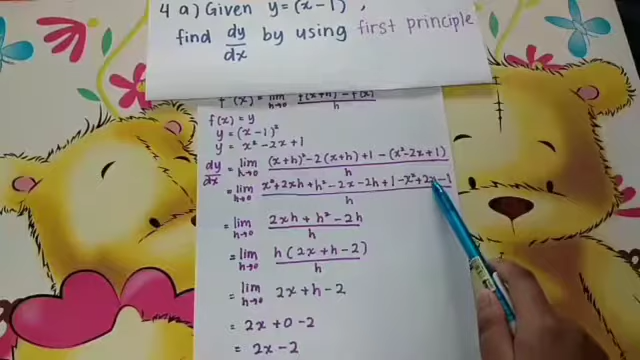 4 a) Given y = (x - 1) ,
find dy/dx by using first principle
f'(x) = lim h→0 f(x+h) - f(x) / h
f(x) = y
y = (x - 1)²
y = x² - 2x + 1
dy/dx = lim h→0 (x+h)² - 2(x+h) + 1 - (x² - 2x + 1) / h
= lim h→0 x² + 2xh + h² - 2x - 2h + 1 - x² + 2x - 1 / h
= lim h→0 2xh + h² - 2h / h
= lim h→0 h(2x + h - 2) / h
= lim h→0 2x + h - 2
= 2x + 0 - 2
= 2x - 2